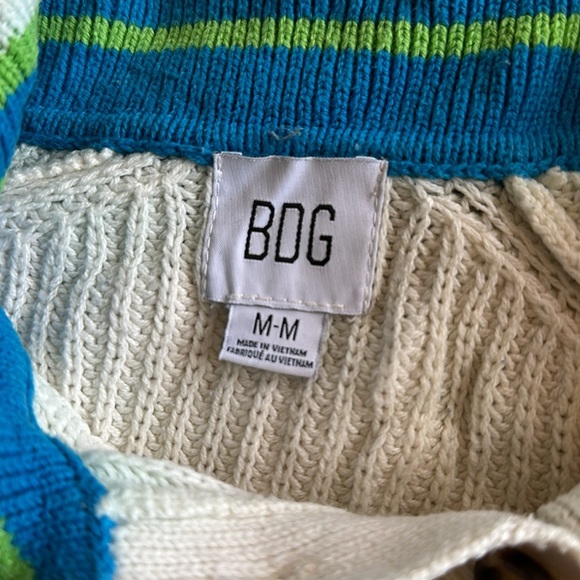 BDG
M-M
MADE IN VIETNAM
FABRIQUÉ AU VIETNAM